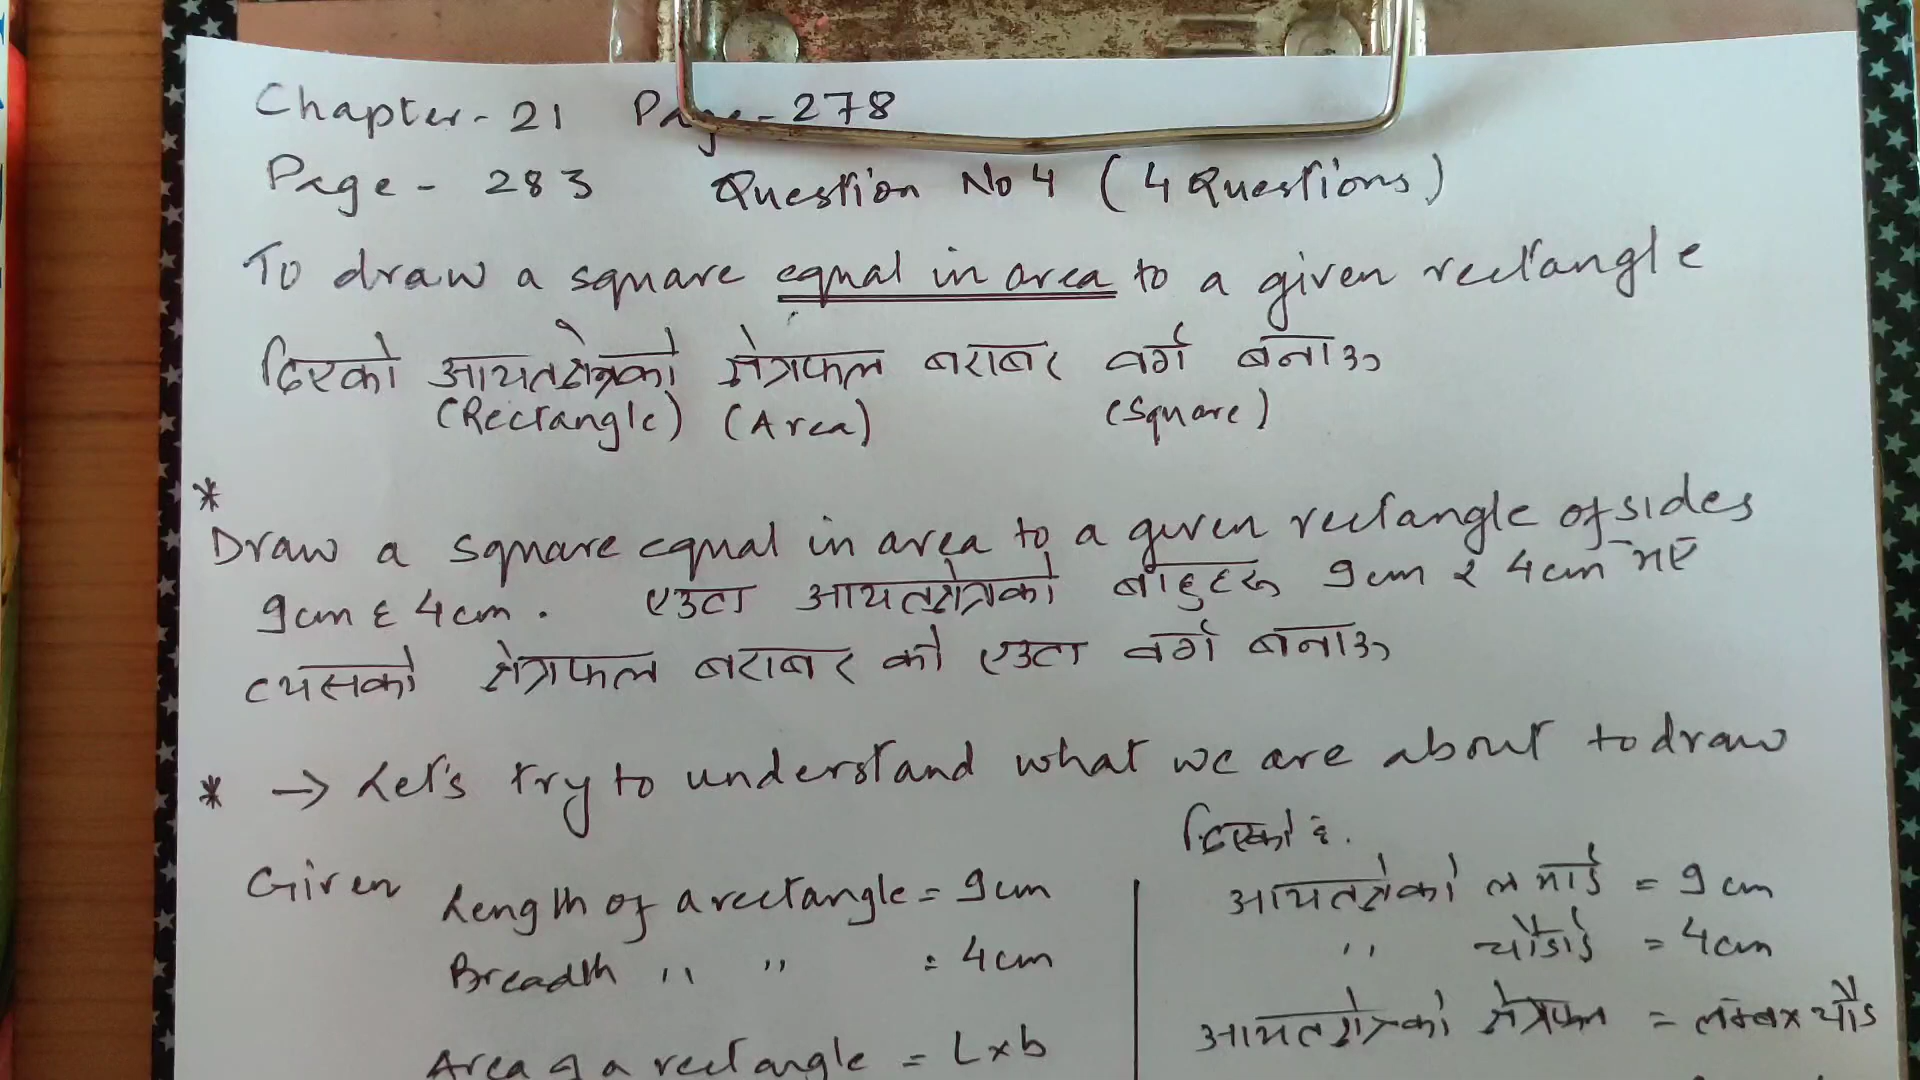 Chapter-21 Page-278
Page - 283 Question No 4 ( 4 Questions )
To draw a square equal in area to a given rectangle
दिएको आयतक्षेत्रको क्षेत्रफल बराबर वर्ग बनाऊ
(Rectangle) (Area) (Square)
*
Draw a square equal in area to a given rectangle of sides
9cm & 4cm . एउटा आयतक्षेत्रको बाहुहरू 9cm र 4cm भए
त्यसको क्षेत्रफल बराबर को एउटा वर्ग बनाऊ
* → Let's try to understand what we are about to draw
दिएको छ.
Given Length of a rectangle = 9cm
Breadth " " = 4cm
Area of a rectangle = L×b
आयतक्षेत्रको = 9 cm
" चौडाई = 4cm
आयतक्षेत्रको क्षेत्रफल = लम्ब×